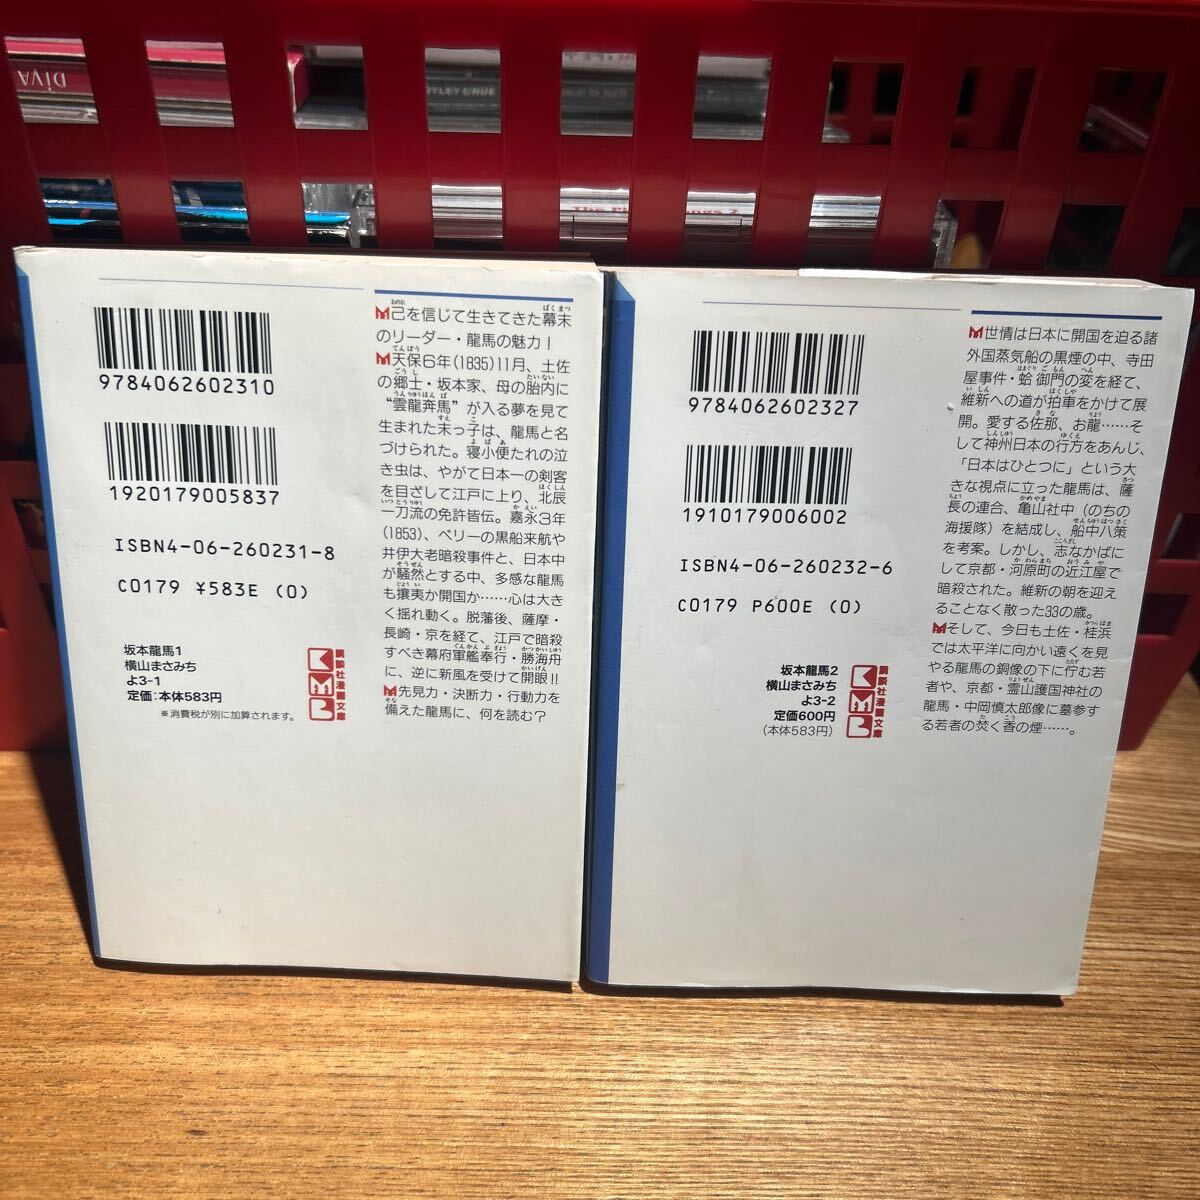 DiVA
MÖTLEY CRÜE
9784062602310
1920179005837
ISBN4-06-260231-8
C0179 ¥583E (0)
坂本龍馬1
横山まさみち
よ3-1
定価:本体583円
※消費税が別に加算されます。
講談社漫画文庫
KMB
己を信じて生きてきた幕末
のリーダー・龍馬の魅力!
天保6年(1835)11月、土佐
の郷士・坂本家、母の胎内に
“雲龍奔馬”が入る夢を見て
生まれた末っ子は、龍馬と名
づけられた。寝小便たれの泣
き虫は、やがて日本一の剣客
を目ざして江戸に上り、北辰
一刀流の免許皆伝。嘉永3年
(1853)、ペリーの黒船来航や
井伊大老暗殺事件と、日本中
が騒然とする中、多感な龍馬
も攘夷か開国か……心は大き
く揺れ動く。脱藩後、薩摩・
長崎・京を経て、江戸で暗殺
すべき幕府軍艦奉行・勝海舟
に、逆に新風を受けて開眼!!
先見力・決断力・行動力を
備えた龍馬に、何を読む?
9784062602327
1910179006002
ISBN4-06-260232-6
C0179 P600E (0)
坂本龍馬2
横山まさみち
よ3-2
定価600円
(本体583円)
講談社漫画文庫
KMB
世情は日本に開国を迫る諸
外国蒸気船の黒煙の中、寺田
屋事件・蛤御門の変を経て、
維新への道が拍車をかけて展
開。愛する佐那、お龍……そ
して神州日本の行方をあんじ、
「日本はひとつに」という大
きな視点に立った龍馬は、薩
長の連合、亀山社中(のちの
海援隊)を結成し、船中八策
を考案。しかし、志なかばに
して京都・河原町の近江屋で
暗殺された。維新の朝を迎え
ることなく散った33の歳。
そして、今日も土佐・桂浜
では太平洋に向かい遠くを見
やる龍馬の銅像の下に佇む若
者や、京都・霊山護国神社の
龍馬・中岡慎太郎像に墓参す
る若者の焚く香の煙……。